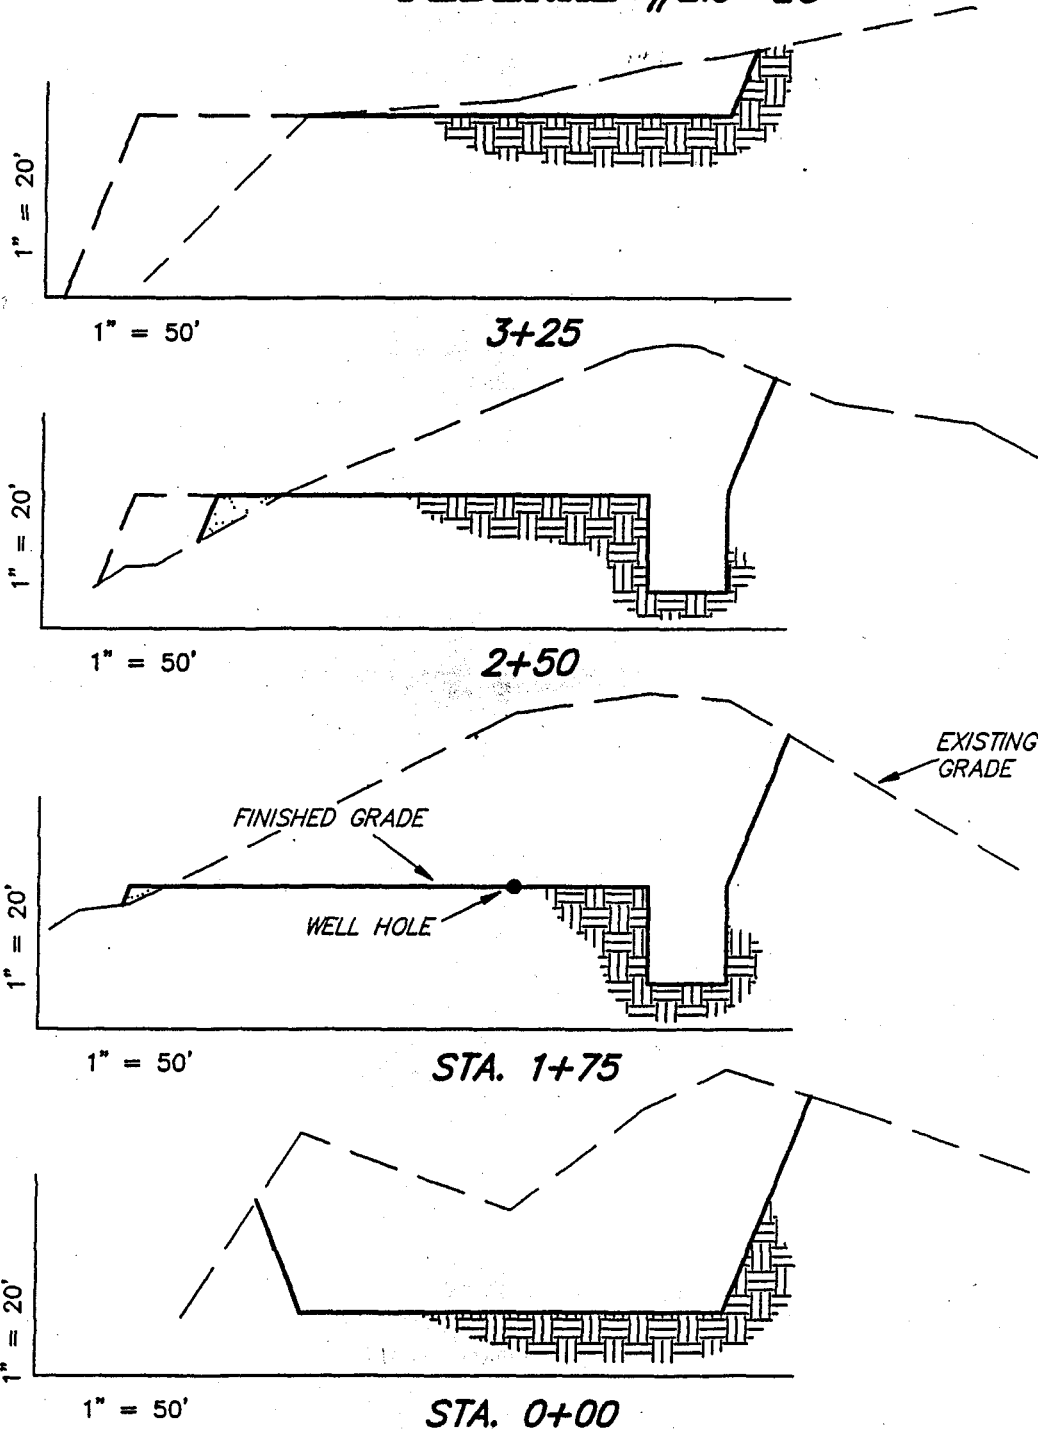 1" = 20'
1" = 50'
3+25
1" = 20'
1" = 50'
2+50
EXISTING
GRADE
FINISHED GRADE
WELL HOLE
1" = 20'
1" = 50'
STA. 1+75
1" = 20'
1" = 50'
STA. 0+00